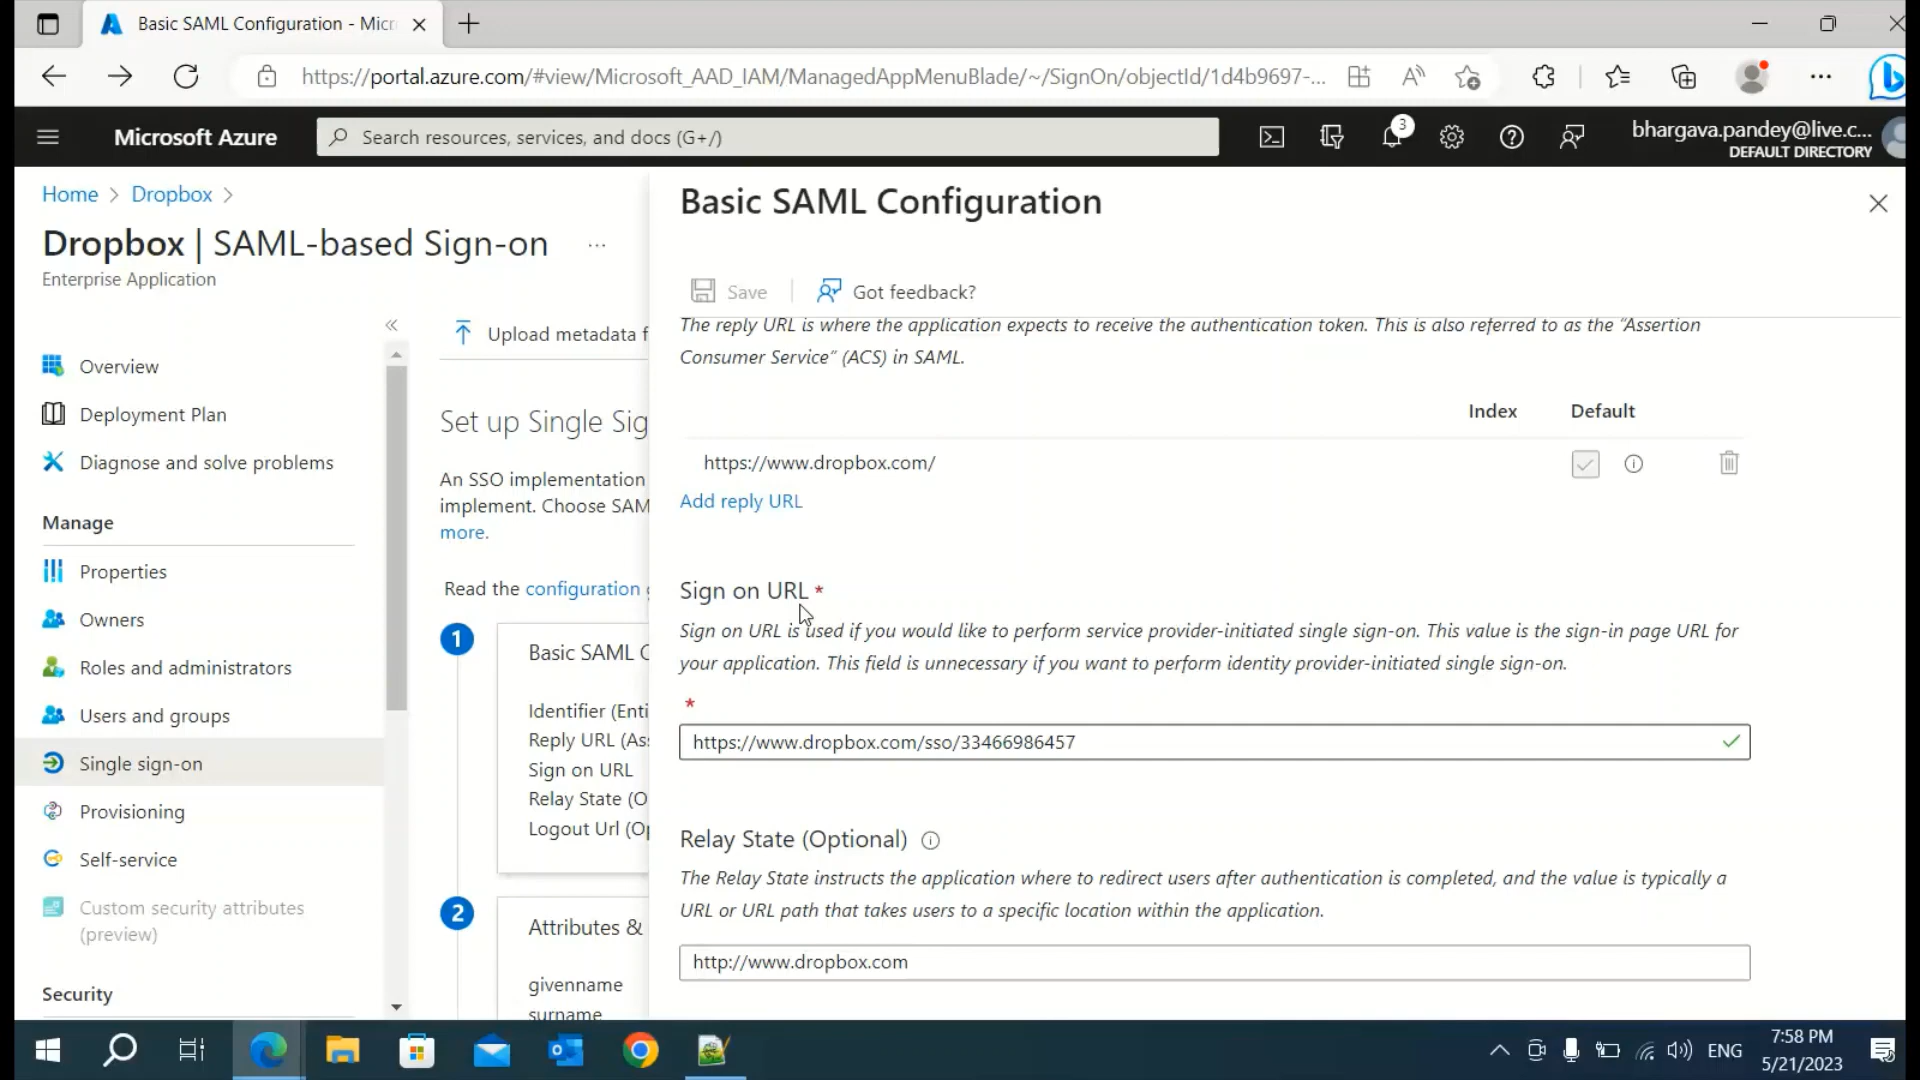 Basic SAML Configuration - Micr
https://portal.azure.com/#view/Microsoft_AAD_IAM/ManagedAppMenuBlade/~/SignOn/objectId/1d4b9697-...
Microsoft Azure
Search resources, services, and docs (G+/)
3
bhargava.pandey@live.c...
DEFAULT DIRECTORY
Home > Dropbox >
Dropbox | SAML-based Sign-on ...
Enterprise Application
Overview
Deployment Plan
Diagnose and solve problems
Manage
Properties
Owners
Roles and administrators
Users and groups
Single sign-on
Provisioning
Self-service
Custom security attributes
(preview)
Security
Upload metadata f
Set up Single Sig
An SSO implementation
implement. Choose SAM
more.
Read the configuration g
1
Basic SAML C
Identifier (Enti
Reply URL (Ass
Sign on URL
Relay State (O
Logout Url (Op
2
Attributes &
givenname
surname
Basic SAML Configuration
Save
Got feedback?
The reply URL is where the application expects to receive the authentication token. This is also referred to as the “Assertion
Consumer Service” (ACS) in SAML.
Index Default
https://www.dropbox.com/
Add reply URL
Sign on URL *
Sign on URL is used if you would like to perform service provider-initiated single sign-on. This value is the sign-in page URL for
your application. This field is unnecessary if you want to perform identity provider-initiated single sign-on.
*
https://www.dropbox.com/sso/33466986457
Relay State (Optional)
The Relay State instructs the application where to redirect users after authentication is completed, and the value is typically a
URL or URL path that takes users to a specific location within the application.
http://www.dropbox.com
ENG
7:58 PM
5/21/2023